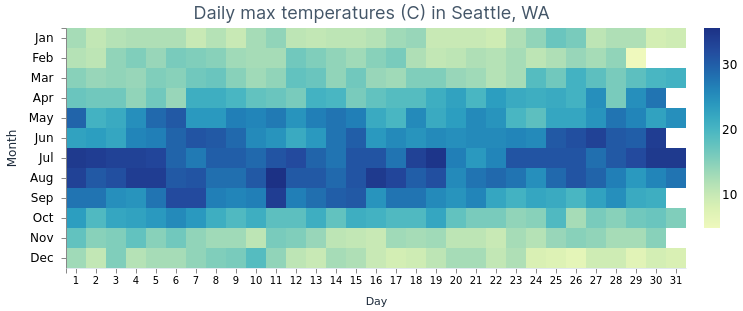 Daily max temperatures (C) in Seattle, WA
Jan
Feb
Mar
Apr
May
Jun
Jul
Aug
Sep
Oct
Nov
Dec
Month
1 2 3 4 5 6 7 8 9 10 11 12 13 14 15 16 17 18 19 20 21 22 23 24 25 26 27 28 29 30 31
Day
30
20
10